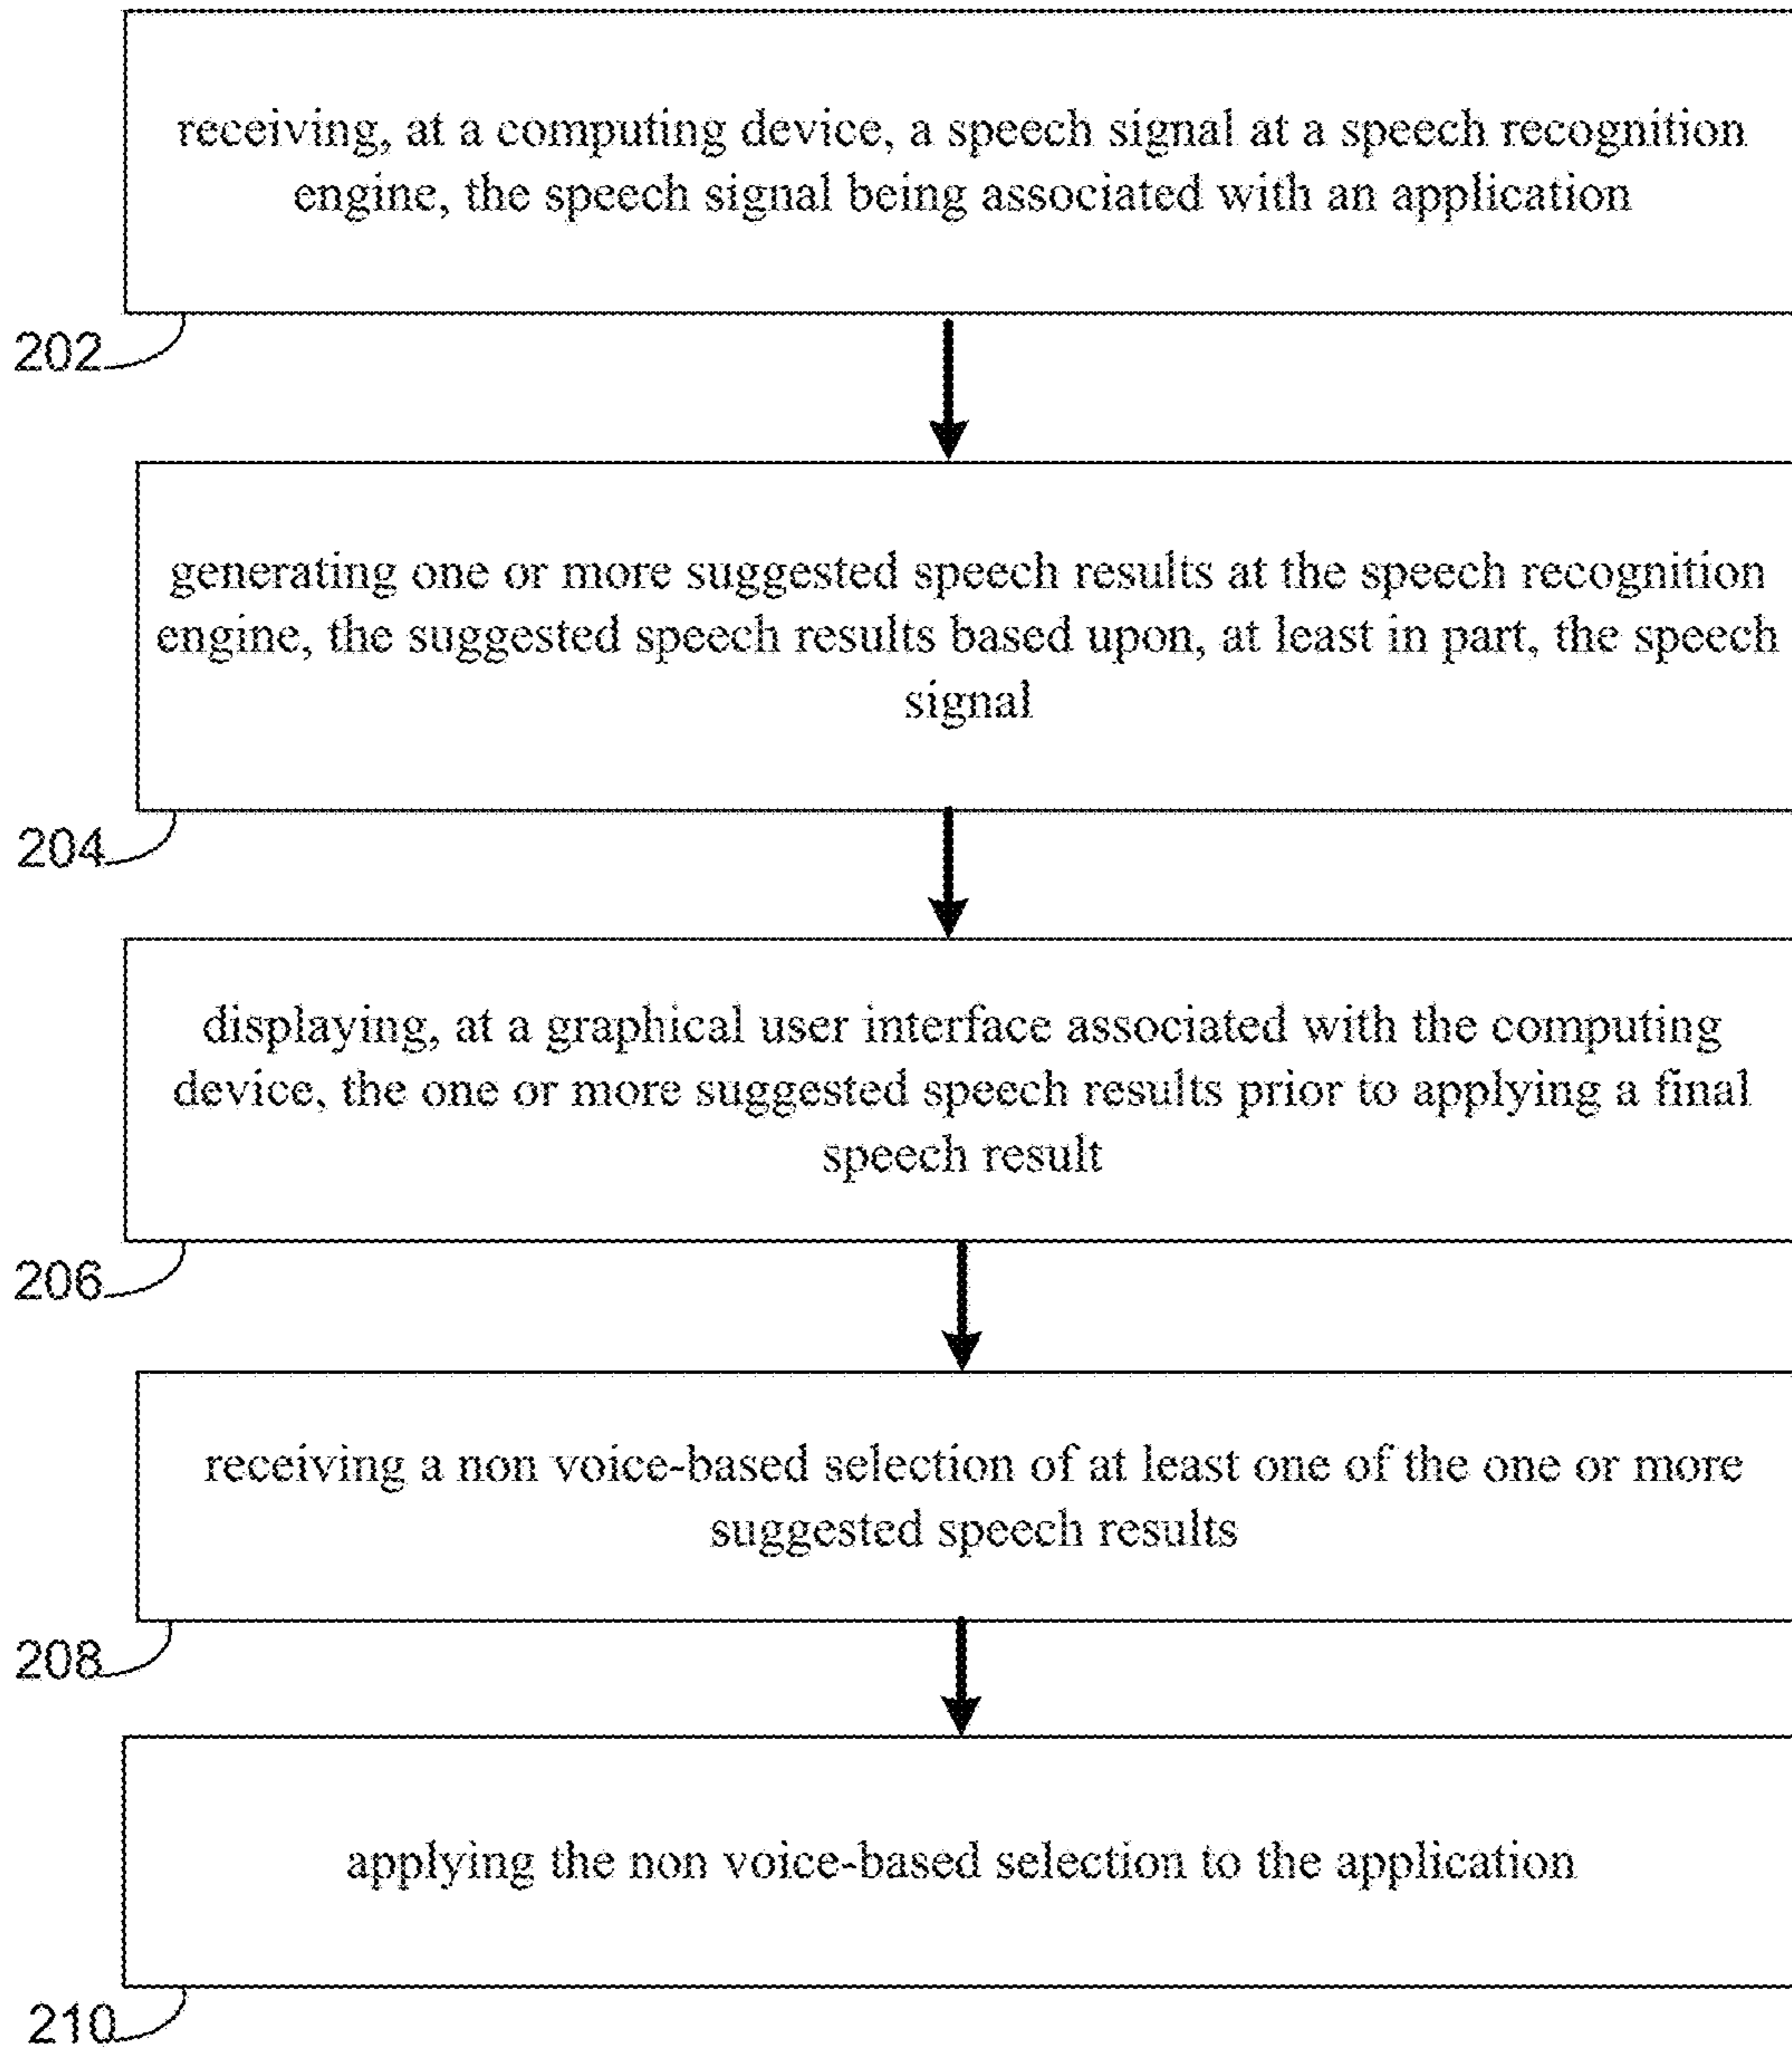 receiving, at a computing device, a speech signal at a speech recognition
engine, the speech signal being associated with an application
202
generating one or more suggested speech results at the speech recognition
engine, the suggested speech results based upon, at least in part, the speech
signal
204
displaying, at a graphical user interface associated with the computing
device, the one or more suggested speech results prior to applying a final
speech result
206
receiving a non voice-based selection of at least one of the one or more
suggested speech results
208
applying the non voice-based selection to the application
210